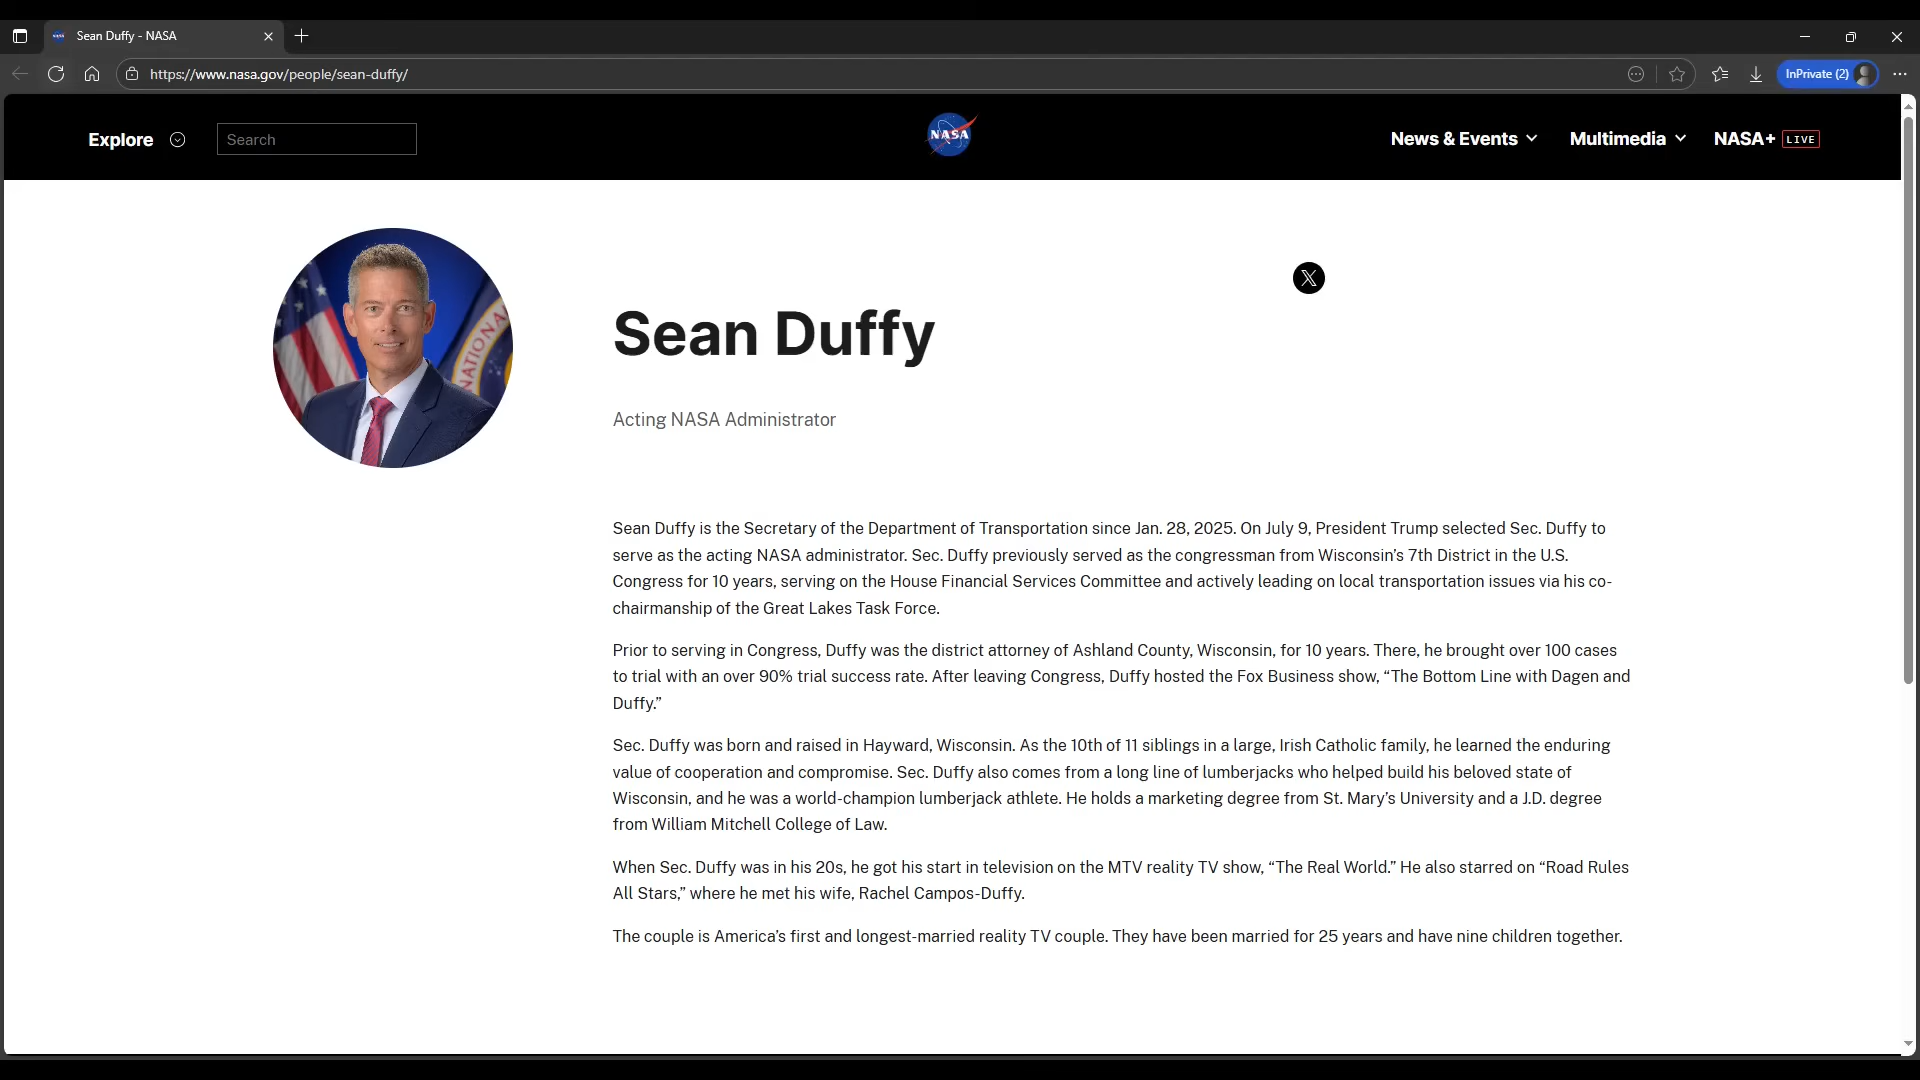 Sean Duffy - NASA
https://www.nasa.gov/people/sean-duffy/
InPrivate (2)
Explore
Search
NASA
News & Events
Multimedia
NASA+ LIVE
NATIONAL
Sean Duffy
Acting NASA Administrator
Sean Duffy is the Secretary of the Department of Transportation since Jan. 28, 2025. On July 9, President Trump selected Sec. Duffy to
serve as the acting NASA administrator. Sec. Duffy previously served as the congressman from Wisconsin’s 7th District in the U.S.
Congress for 10 years, serving on the House Financial Services Committee and actively leading on local transportation issues via his co-
chairmanship of the Great Lakes Task Force.
Prior to serving in Congress, Duffy was the district attorney of Ashland County, Wisconsin, for 10 years. There, he brought over 100 cases
to trial with an over 90% trial success rate. After leaving Congress, Duffy hosted the Fox Business show, “The Bottom Line with Dagen and
Duffy.”
Sec. Duffy was born and raised in Hayward, Wisconsin. As the 10th of 11 siblings in a large, Irish Catholic family, he learned the enduring
value of cooperation and compromise. Sec. Duffy also comes from a long line of lumberjacks who helped build his beloved state of
Wisconsin, and he was a world-champion lumberjack athlete. He holds a marketing degree from St. Mary’s University and a J.D. degree
from William Mitchell College of Law.
When Sec. Duffy was in his 20s, he got his start in television on the MTV reality TV show, “The Real World.” He also starred on “Road Rules
All Stars,” where he met his wife, Rachel Campos-Duffy.
The couple is America’s first and longest-married reality TV couple. They have been married for 25 years and have nine children together.